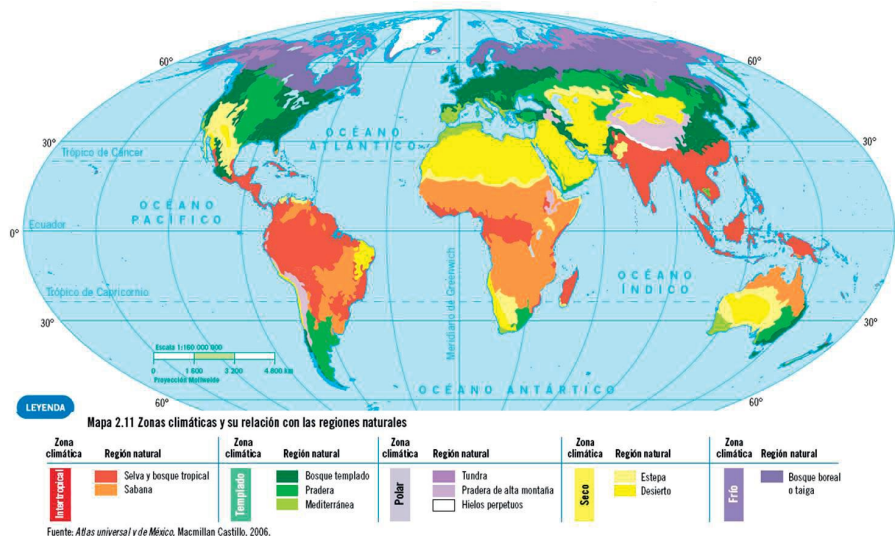 60°
60°
OCÉANO
ATLÁNTICO
30°
30°
Trópico de Cáncer
OCÉANO
PACÍFICO
Ecuador
0°
0°
Meridiano de Greenwich
OCÉANO
ÍNDICO
Trópico de Capricornio
30°
30°
Escala 1:160 000 000
0 1 600 3 200 4 800 km
Proyección Mollweide
OCÉANO ANTÁRTICO
60°
60°
LEYENDA
Mapa 2.11 Zonas climáticas y su relación con las regiones naturales
Zona climática Región natural
Intertropical
Selva y bosque tropical
Sabana
Zona climática Región natural
Templado
Bosque templado
Pradera
Mediterránea
Zona climática Región natural
Polar
Tundra
Pradera de alta montaña
Hielos perpetuos
Zona climática Región natural
Seco
Estepa
Desierto
Zona climática Región natural
Frío
Bosque boreal
o taiga
Fuente: Atlas universal y de México, Macmillan Castillo, 2006.